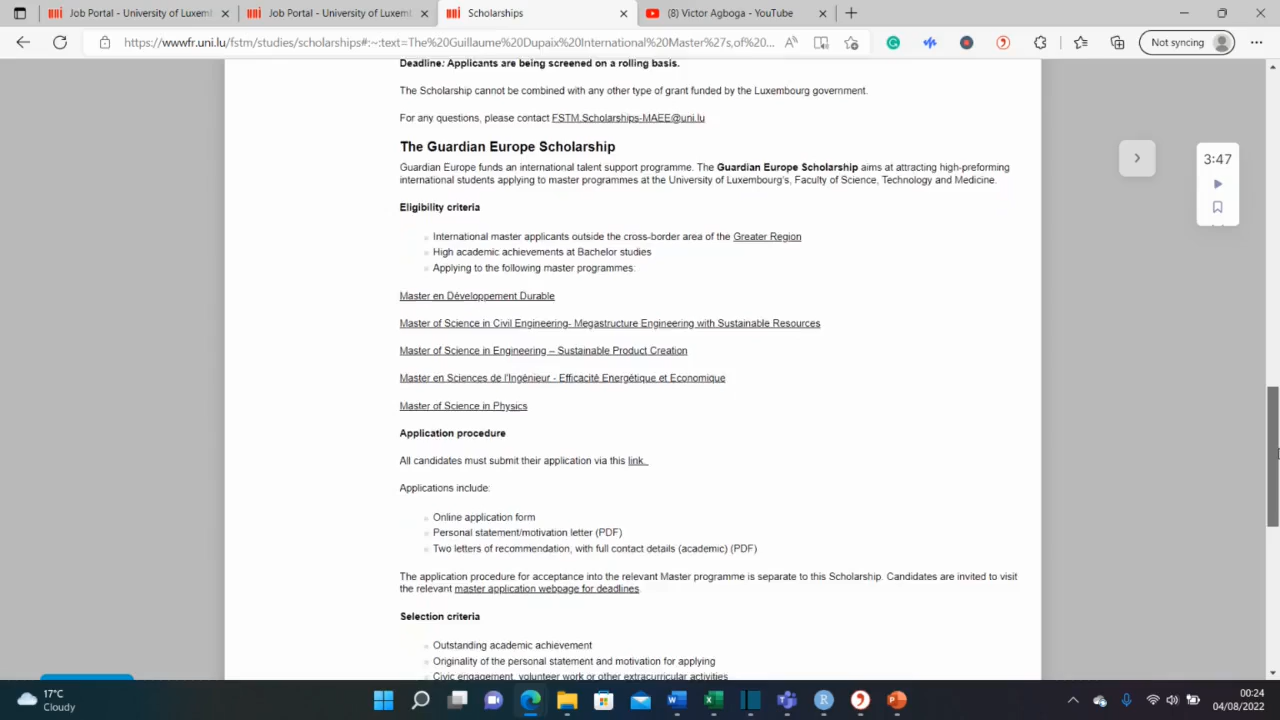 Job Portal - University of Luxeml
Job Portal - University of Luxeml
Scholarships
(8) Victor Agboga - YouTube
https://wwwfr.uni.lu/fstm/studies/scholarships#:~:text=The%20Guillaume%20Dupaix%20International%20Master%27s,of%20...
Not syncing
Deadline: Applicants are being screened on a rolling basis.
The Scholarship cannot be combined with any other type of grant funded by the Luxembourg government.
For any questions, please contact FSTM.Scholarships-MAEE@uni.lu
The Guardian Europe Scholarship
Guardian Europe funds an international talent support programme. The Guardian Europe Scholarship aims at attracting high-preforming
international students applying to master programmes at the University of Luxembourg's, Faculty of Science, Technology and Medicine.
3:47
Eligibility criteria
International master applicants outside the cross-border area of the Greater Region
High academic achievements at Bachelor studies
Applying to the following master programmes:
Master en Développement Durable
Master of Science in Civil Engineering- Megastructure Engineering with Sustainable Resources
Master of Science in Engineering – Sustainable Product Creation
Master en Sciences de l'Ingénieur - Efficacité Energétique et Economique
Master of Science in Physics
Application procedure
All candidates must submit their application via this link.
Applications include:
Online application form
Personal statement/motivation letter (PDF)
Two letters of recommendation, with full contact details (academic) (PDF)
The application procedure for acceptance into the relevant Master programme is separate to this Scholarship. Candidates are invited to visit
the relevant master application webpage for deadlines.
Selection criteria
Outstanding academic achievement
Originality of the personal statement and motivation for applying
Civic engagement, volunteer work or other extracurricular activities
17°C
Cloudy
00:24
04/08/2022